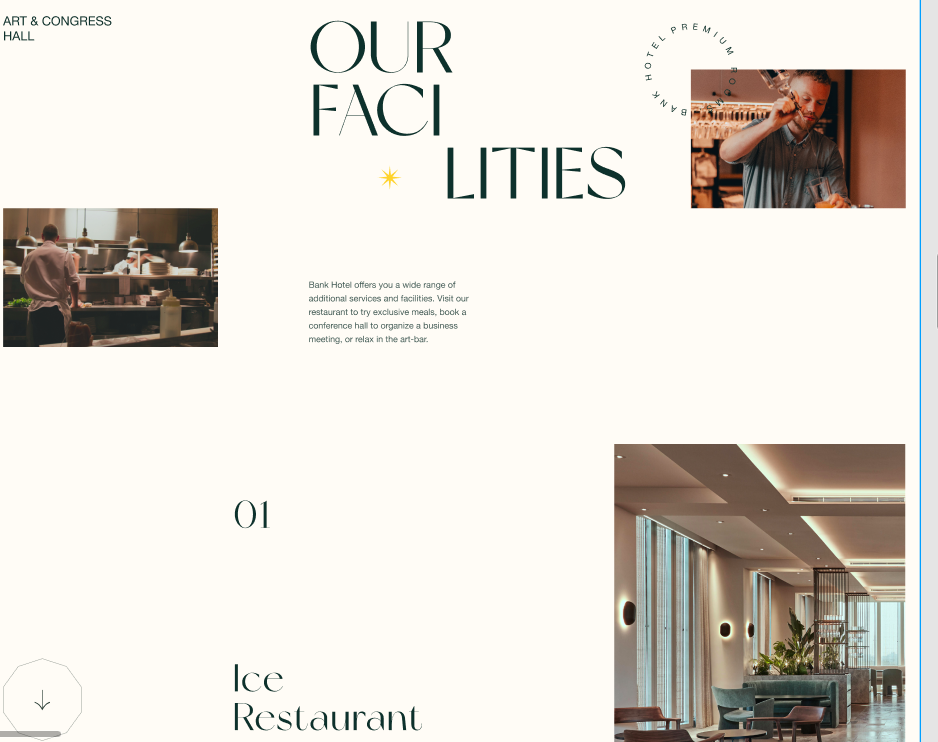 ART & CONGRESS
HALL
OUR
FACI
LITIES
BANK HOTEL PREMIUM ROOMS
Bank Hotel offers you a wide range of
additional services and facilities. Visit our
restaurant to try exclusive meals, book a
conference hall to organize a business
meeting, or relax in the art-bar.
01
Ice
Restaurant